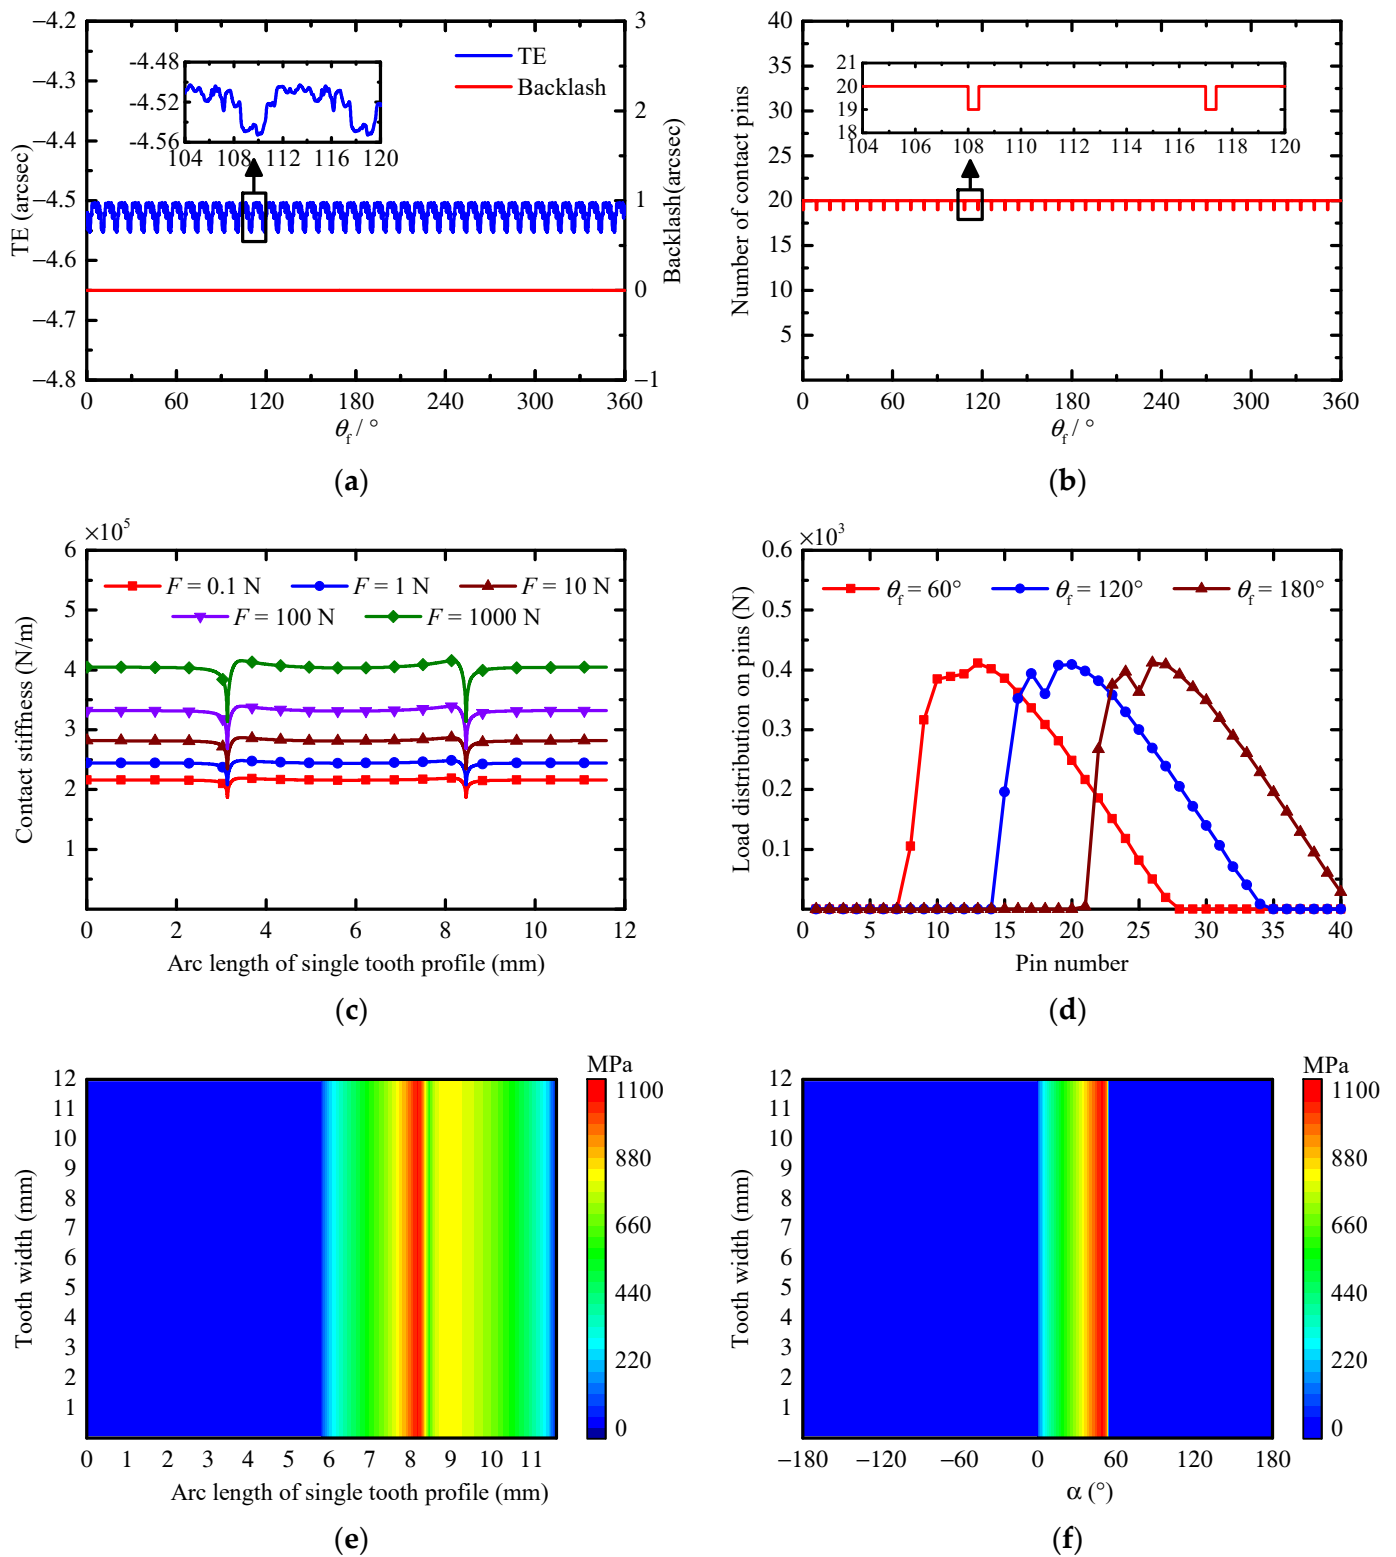 −4.2
−4.3
−4.4
−4.5
−4.6
−4.7
−4.8
TE (arcsec)
3
2
1
0
−1
Backlash(arcsec)
TE
Backlash
-4.48
-4.52
-4.56
104 108 112 116 120
0 60 120 180 240 300 360
θf / °
(a)
40
35
30
25
20
15
10
5
Number of contact pins
21
20
19
18
104 106 108 110 112 114 116 118 120
0 60 120 180 240 300 360
θf / °
(b)
×10⁵
6
5
4
3
2
1
Contact stiffness (N/m)
F = 0.1 N F = 1 N F = 10 N
F = 100 N F = 1000 N
0 2 4 6 8 10 12
Arc length of single tooth profile (mm)
(c)
×10³
0.6
0.5
0.4
0.3
0.2
0.1
Load distribution on pins (N)
θf = 60° θf = 120° θf = 180°
0 5 10 15 20 25 30 35 40
Pin number
(d)
12
11
10
9
8
7
6
5
4
3
2
1
Tooth width (mm)
MPa
1100
880
660
440
220
0
0 1 2 3 4 5 6 7 8 9 10 11
Arc length of single tooth profile (mm)
(e)
12
11
10
9
8
7
6
5
4
3
2
1
Tooth width (mm)
MPa
1100
880
660
440
220
0
−180 −120 −60 0 60 120 180
α (°)
(f)